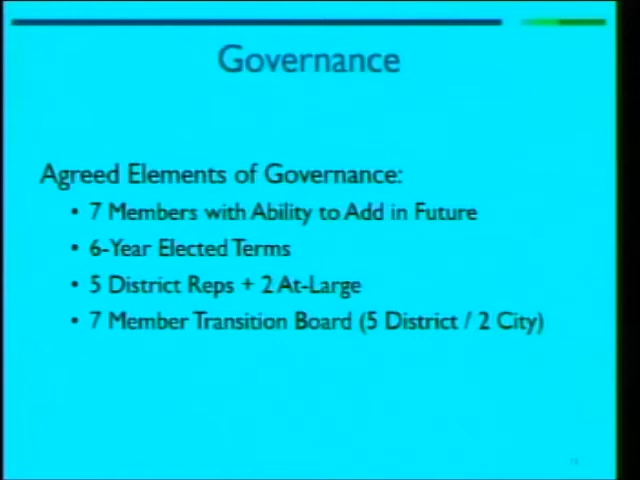 Governance
Agreed Elements of Governance:
• 7 Members with Ability to Add in Future
• 6-Year Elected Terms
• 5 District Reps + 2 At-Large
• 7 Member Transition Board (5 District / 2 City)